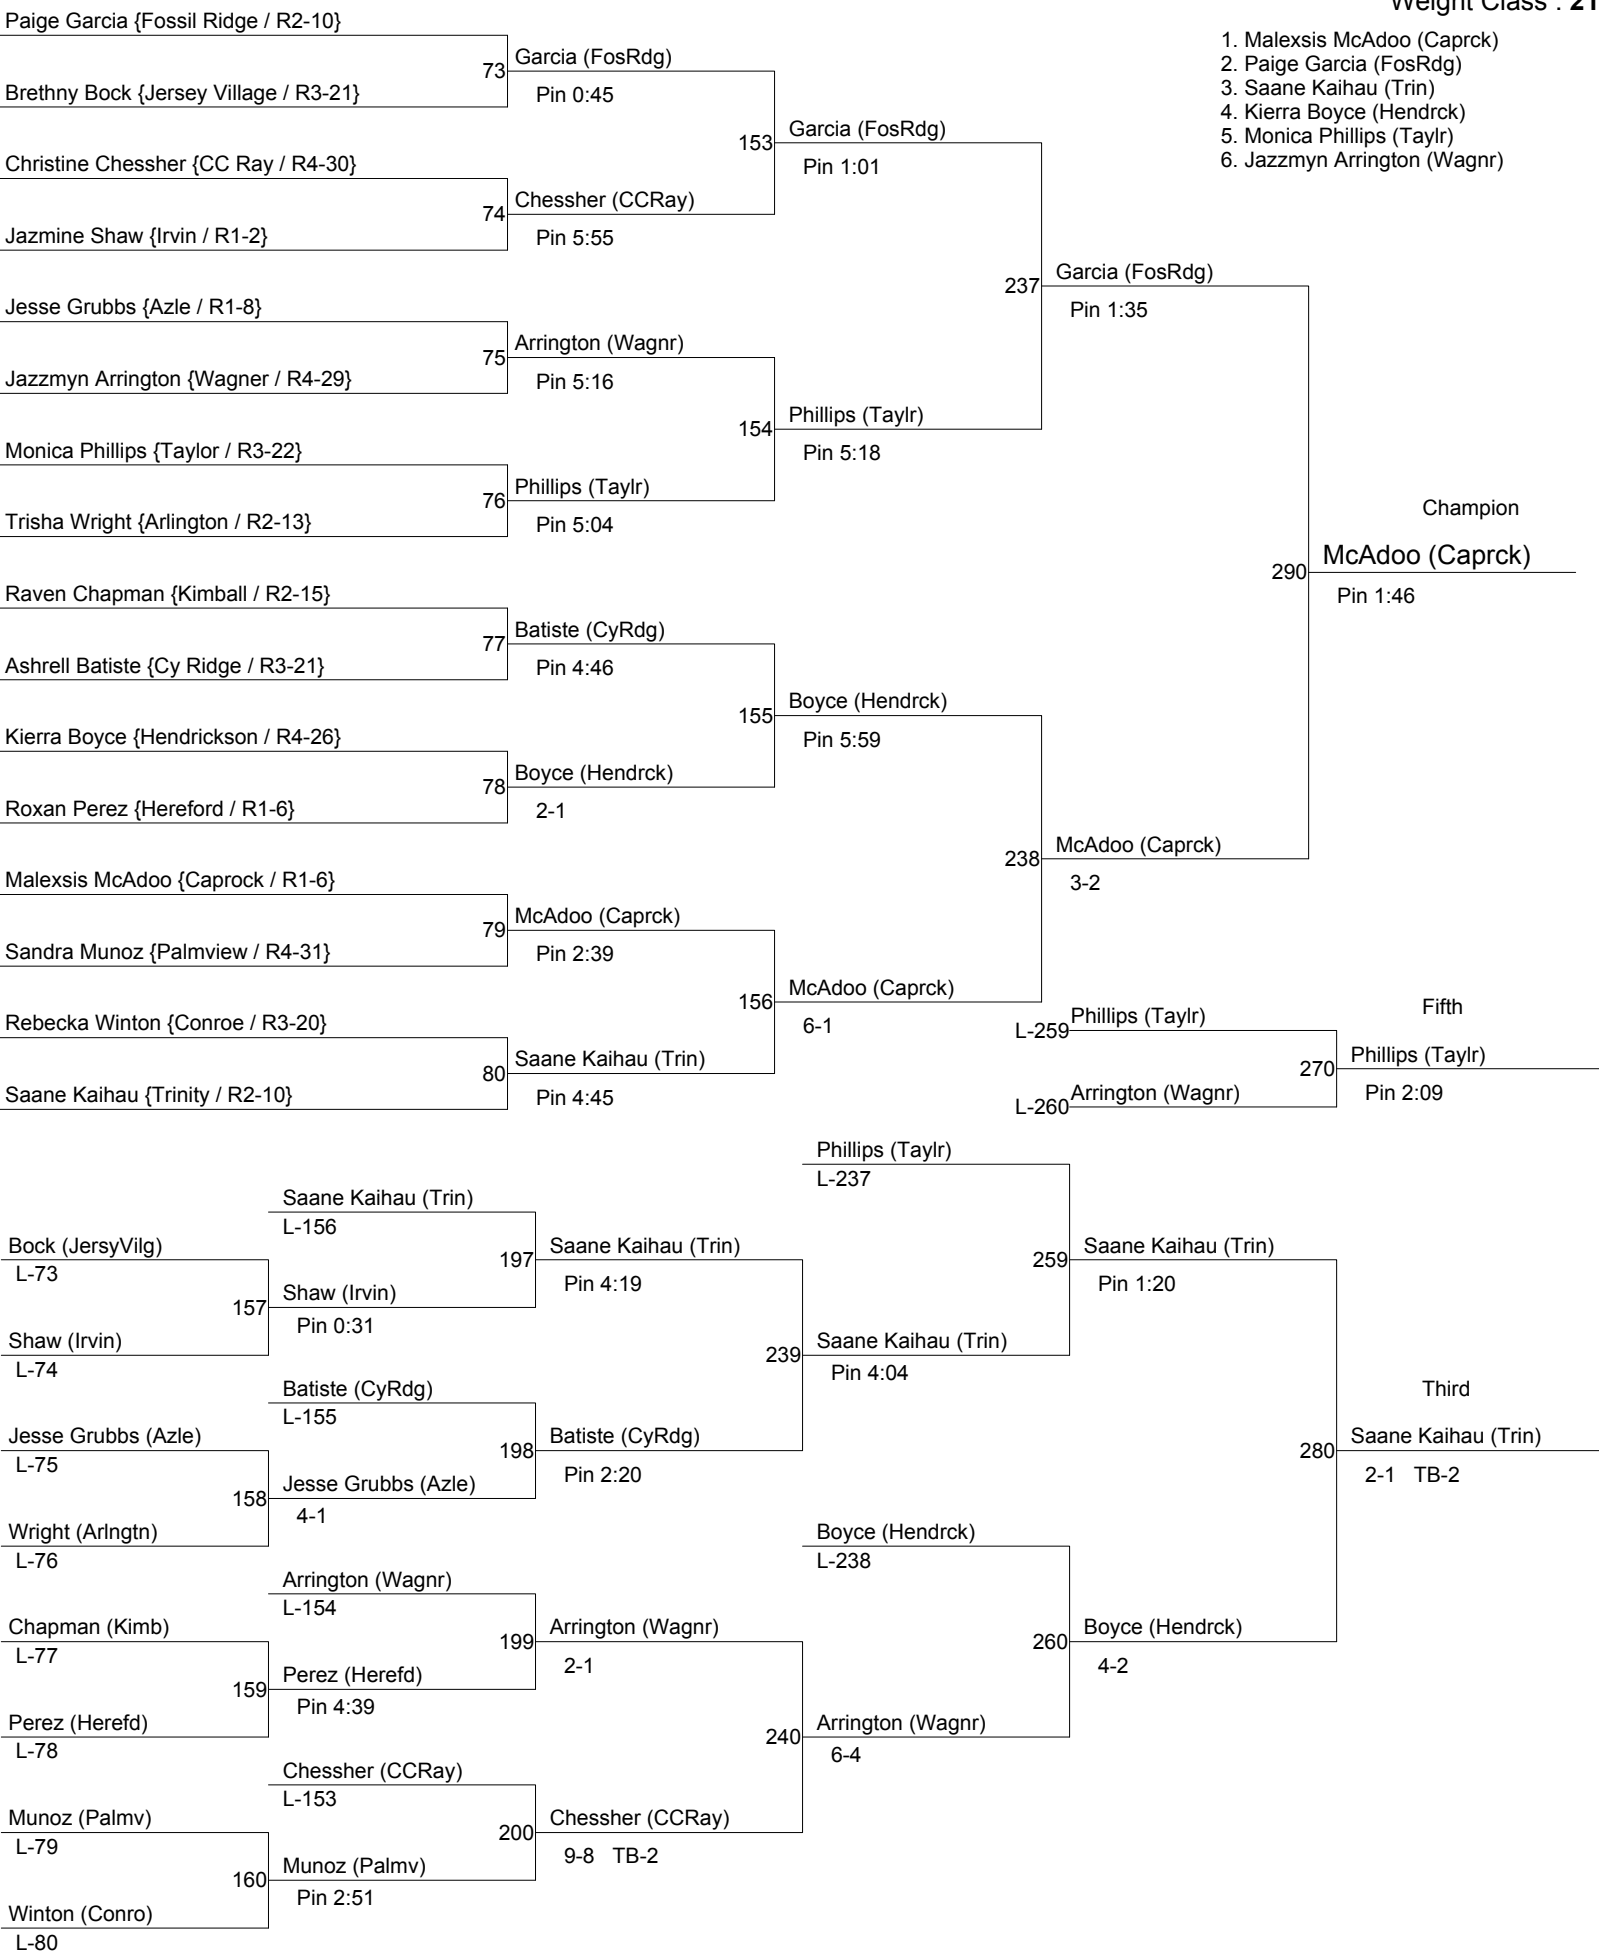 Weight Class : 21
1. Malexsis McAdoo (Caprck)
2. Paige Garcia (FosRdg)
3. Saane Kaihau (Trin)
4. Kierra Boyce (Hendrck)
5. Monica Phillips (Taylr)
6. Jazzmyn Arrington (Wagnr)
Paige Garcia {Fossil Ridge / R2-10}
73
Garcia (FosRdg)
Pin 0:45
Brethny Bock {Jersey Village / R3-21}
153
Garcia (FosRdg)
Pin 1:01
Christine Chessher {CC Ray / R4-30}
74
Chessher (CCRay)
Pin 5:55
Jazmine Shaw {Irvin / R1-2}
237
Garcia (FosRdg)
Pin 1:35
Jesse Grubbs {Azle / R1-8}
75
Arrington (Wagnr)
Pin 5:16
Jazzmyn Arrington {Wagner / R4-29}
154
Phillips (Taylr)
Pin 5:18
Monica Phillips {Taylor / R3-22}
76
Phillips (Taylr)
Pin 5:04
Trisha Wright {Arlington / R2-13}
Champion
290
McAdoo (Caprck)
Pin 1:46
Raven Chapman {Kimball / R2-15}
77
Batiste (CyRdg)
Pin 4:46
Ashrell Batiste {Cy Ridge / R3-21}
155
Boyce (Hendrck)
Pin 5:59
Kierra Boyce {Hendrickson / R4-26}
78
Boyce (Hendrck)
2-1
Roxan Perez {Hereford / R1-6}
238
McAdoo (Caprck)
3-2
Malexsis McAdoo {Caprock / R1-6}
79
McAdoo (Caprck)
Pin 2:39
Sandra Munoz {Palmview / R4-31}
156
McAdoo (Caprck)
6-1
Rebecka Winton {Conroe / R3-20}
80
Saane Kaihau (Trin)
Pin 4:45
Saane Kaihau {Trinity / R2-10}
Fifth
L-259
Phillips (Taylr)
270
Phillips (Taylr)
Pin 2:09
L-260
Arrington (Wagnr)
Phillips (Taylr)
L-237
Saane Kaihau (Trin)
L-156
Bock (JersyVilg)
L-73
197
Saane Kaihau (Trin)
Pin 4:19
259
Saane Kaihau (Trin)
Pin 1:20
157
Shaw (Irvin)
Pin 0:31
Shaw (Irvin)
L-74
239
Saane Kaihau (Trin)
Pin 4:04
Batiste (CyRdg)
L-155
Third
Jesse Grubbs (Azle)
L-75
198
Batiste (CyRdg)
Pin 2:20
280
Saane Kaihau (Trin)
2-1 TB-2
158
Jesse Grubbs (Azle)
4-1
Wright (Arlngtn)
L-76
Boyce (Hendrck)
L-238
Arrington (Wagnr)
L-154
Chapman (Kimb)
L-77
199
Arrington (Wagnr)
2-1
260
Boyce (Hendrck)
4-2
159
Perez (Herefd)
Pin 4:39
Perez (Herefd)
L-78
240
Arrington (Wagnr)
6-4
Chessher (CCRay)
L-153
Munoz (Palmv)
L-79
200
Chessher (CCRay)
9-8 TB-2
160
Munoz (Palmv)
Pin 2:51
Winton (Conro)
L-80